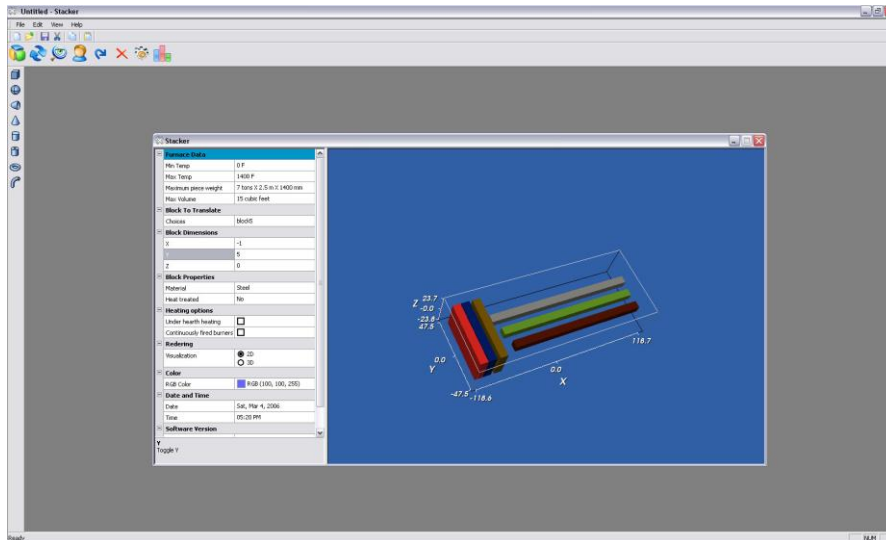 Untitled - Stacker
File Edit View Help
Stacker
Furnace Data
Min Temp 0 F
Max Temp 1400 F
Maximum piece weight 7 tons X 2.5 m X 1400 mm
Max Volume 15 cubic feet
Block To Translate
Choices block5
Block Dimensions
X -1
Y 5
Z 0
Block Properties
Material Steel
Heat treated No
Heating options
Under hearth heating
Continuously fired burners
Redering
Visualization 2D
3D
Color
RGB Color RGB (100, 100, 255)
Date and Time
Date Sat, Mar 4, 2006
Time 05:20 PM
Software Version
Y
Toggle Y
Z 23.7
-0.0
-23.8
47.5
0.0
Y
-47.5
-118.6
0.0
X
118.7
Ready NUM